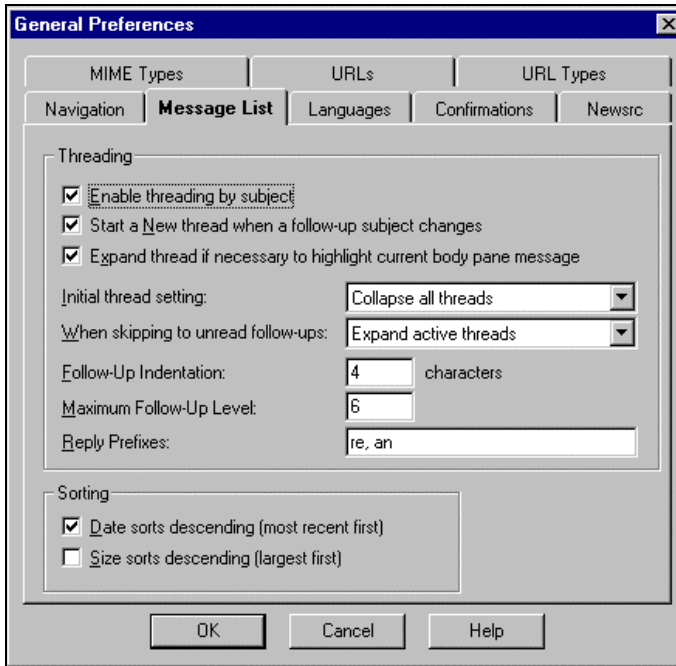 General Preferences
MIME Types URLs URL Types
Navigation Message List Languages Confirmations Newsrc
Threading
Enable threading by subject
Start a New thread when a follow-up subject changes
Expand thread if necessary to highlight current body pane message
Initial thread setting: Collapse all threads
When skipping to unread follow-ups: Expand active threads
Follow-Up Indentation: 4 characters
Maximum Follow-Up Level: 6
Reply Prefixes: re, an
Sorting
Date sorts descending (most recent first)
Size sorts descending (largest first)
OK Cancel Help